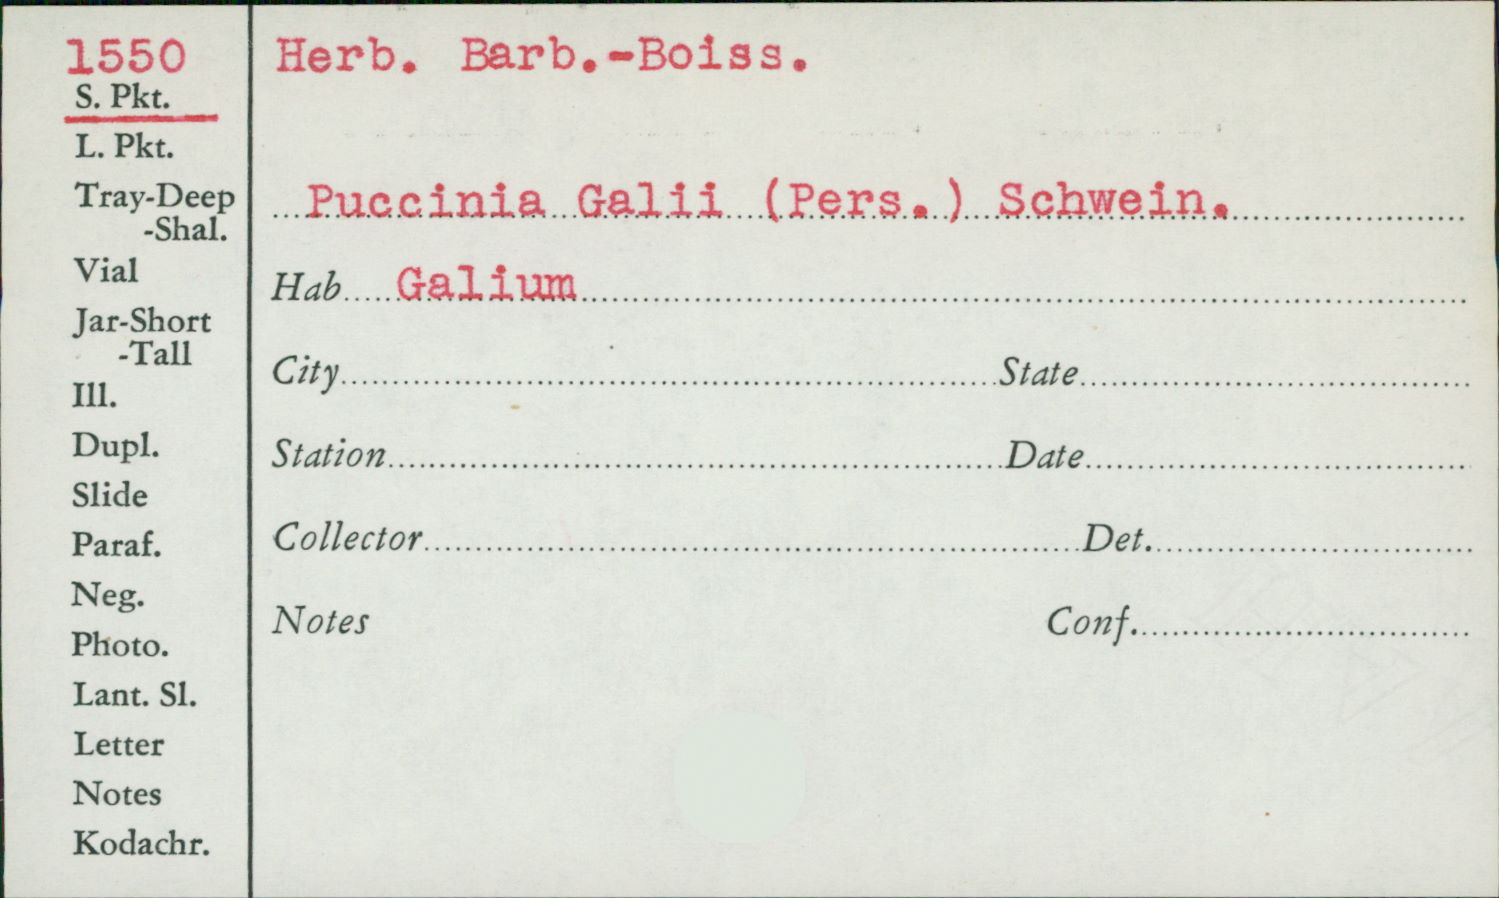 1550
S. Pkt.
L. Pkt.
Tray-Deep
-Shal.
Vial
Jar-Short
-Tall
Ill.
Dupl.
Slide
Paraf.
Neg.
Photo.
Lant. Sl.
Letter
Notes
Kodachr.
Herb. Barb.-Boiss.
Puccinia Galii (Pers.) Schwein.
Hab Galium
City State
Station Date
Collector Det.
Notes Conf.